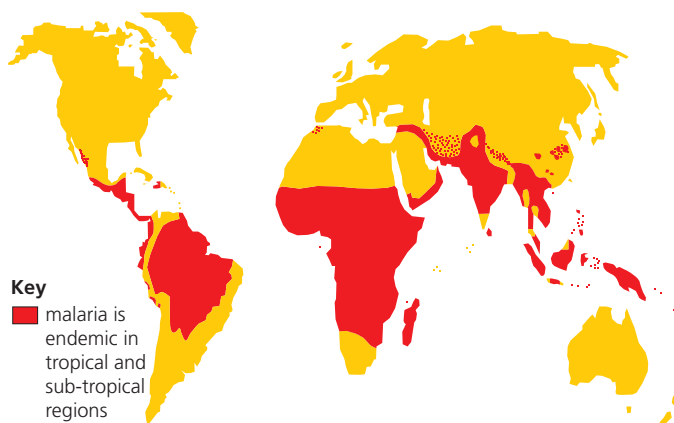 Key
malaria is
endemic in
tropical and
sub-tropical
regions